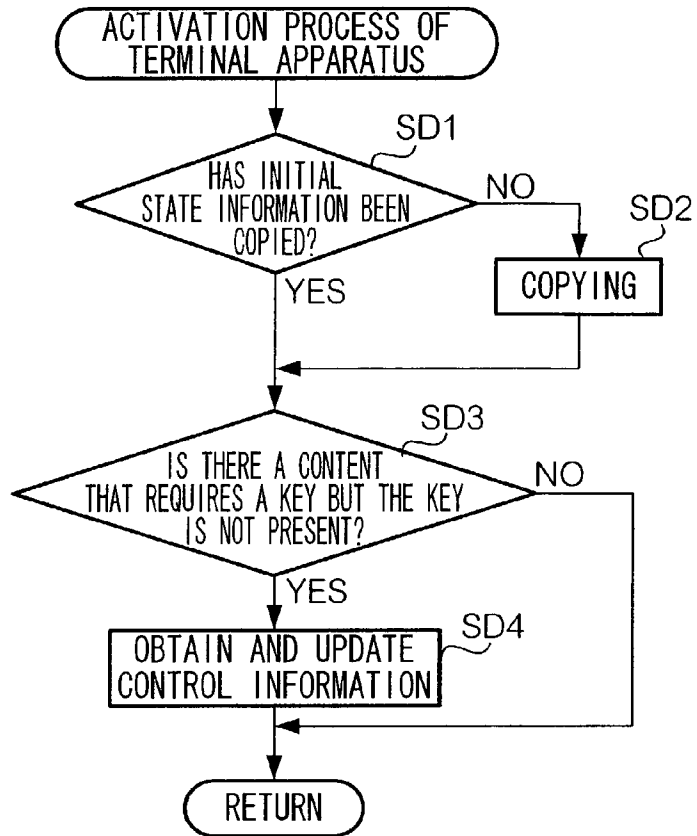 ACTIVATION PROCESS OF
TERMINAL APPARATUS
SD1
HAS INITIAL
STATE INFORMATION BEEN
COPIED?
NO
SD2
COPYING
YES
SD3
IS THERE A CONTENT
THAT REQUIRES A KEY BUT THE KEY
IS NOT PRESENT?
NO
YES
SD4
OBTAIN AND UPDATE
CONTROL INFORMATION
RETURN